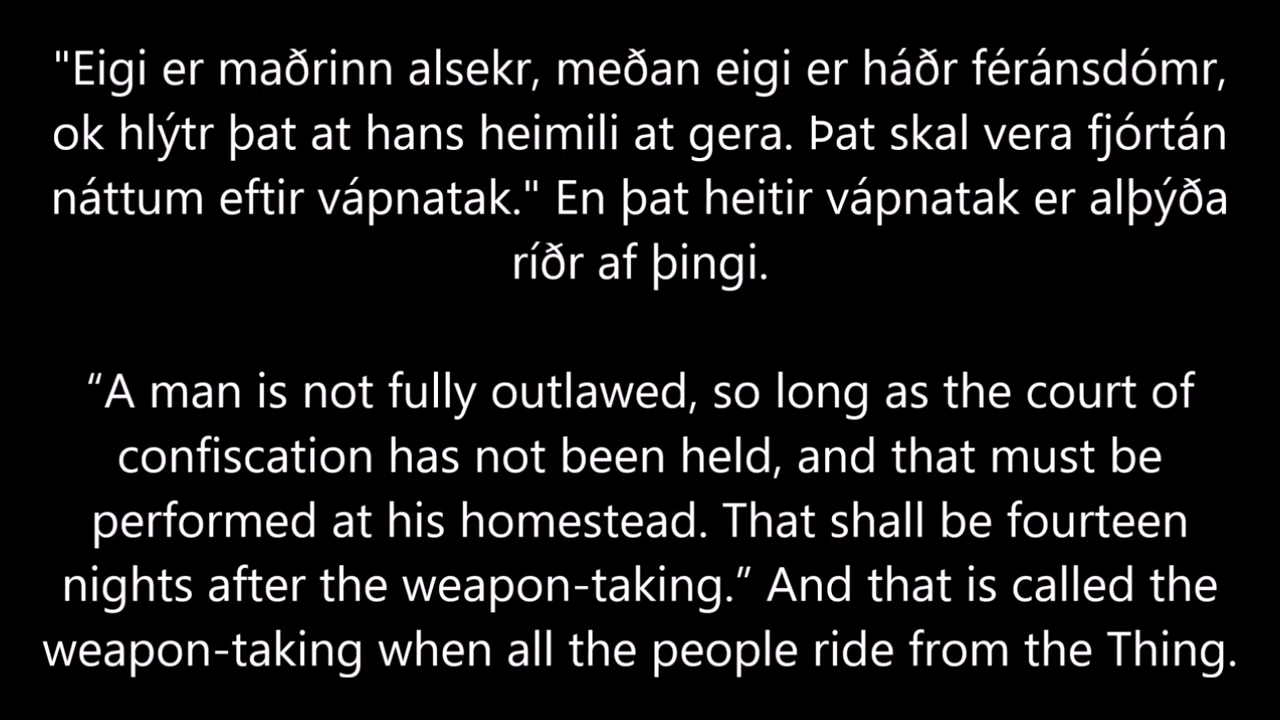 "Eigi er maðrinn alsekr, meðan eigi er háðr féránsdómr,
ok hlýtr þat at hans heimili at gera. Þat skal vera fjórtán
náttum eftir vápnatak." En þat heitir vápnatak er alþýða
ríðr af þingi.
“A man is not fully outlawed, so long as the court of
confiscation has not been held, and that must be
performed at his homestead. That shall be fourteen
nights after the weapon-taking.” And that is called the
weapon-taking when all the people ride from the Thing.